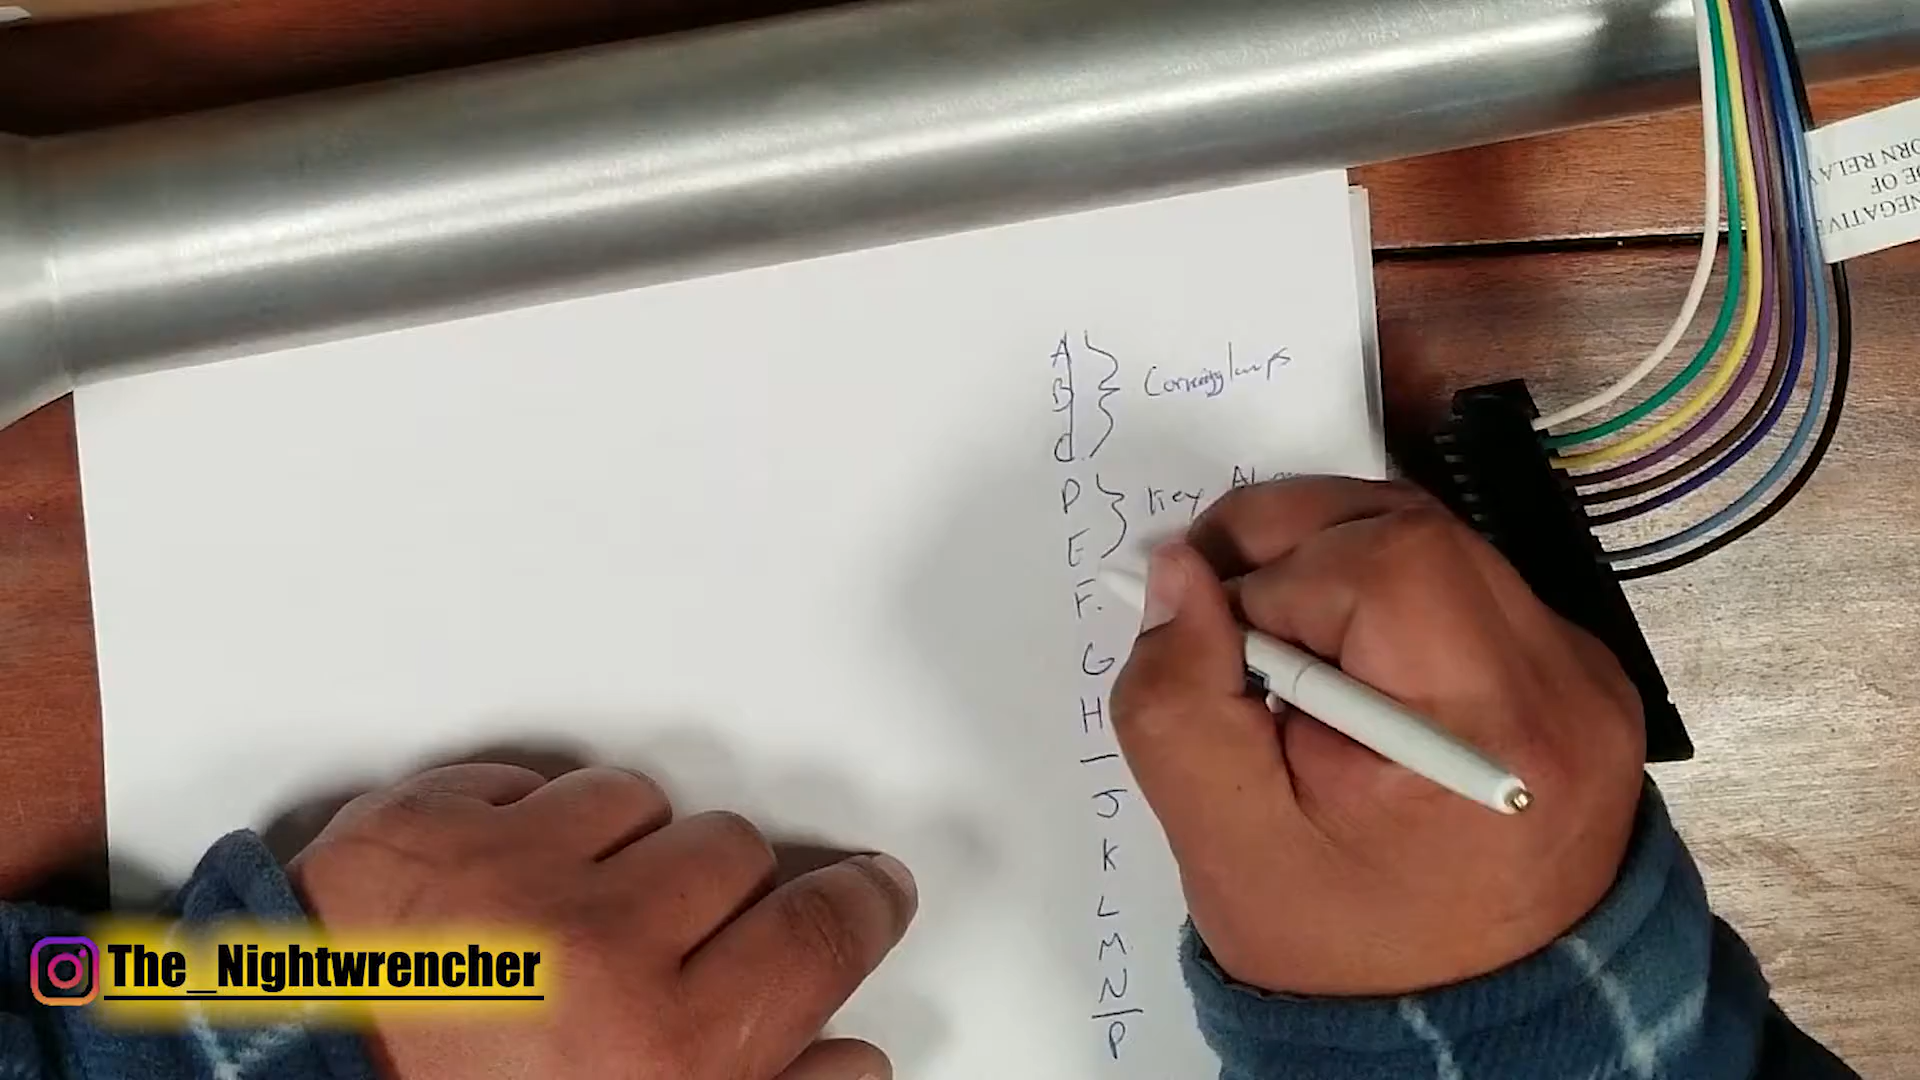 A
B
C
Cornering lamps
D
Key
E
F
G
H
J
K
L
M
N
P
NEGATIVE
OF
ORN RELAY
The_Nightwrencher